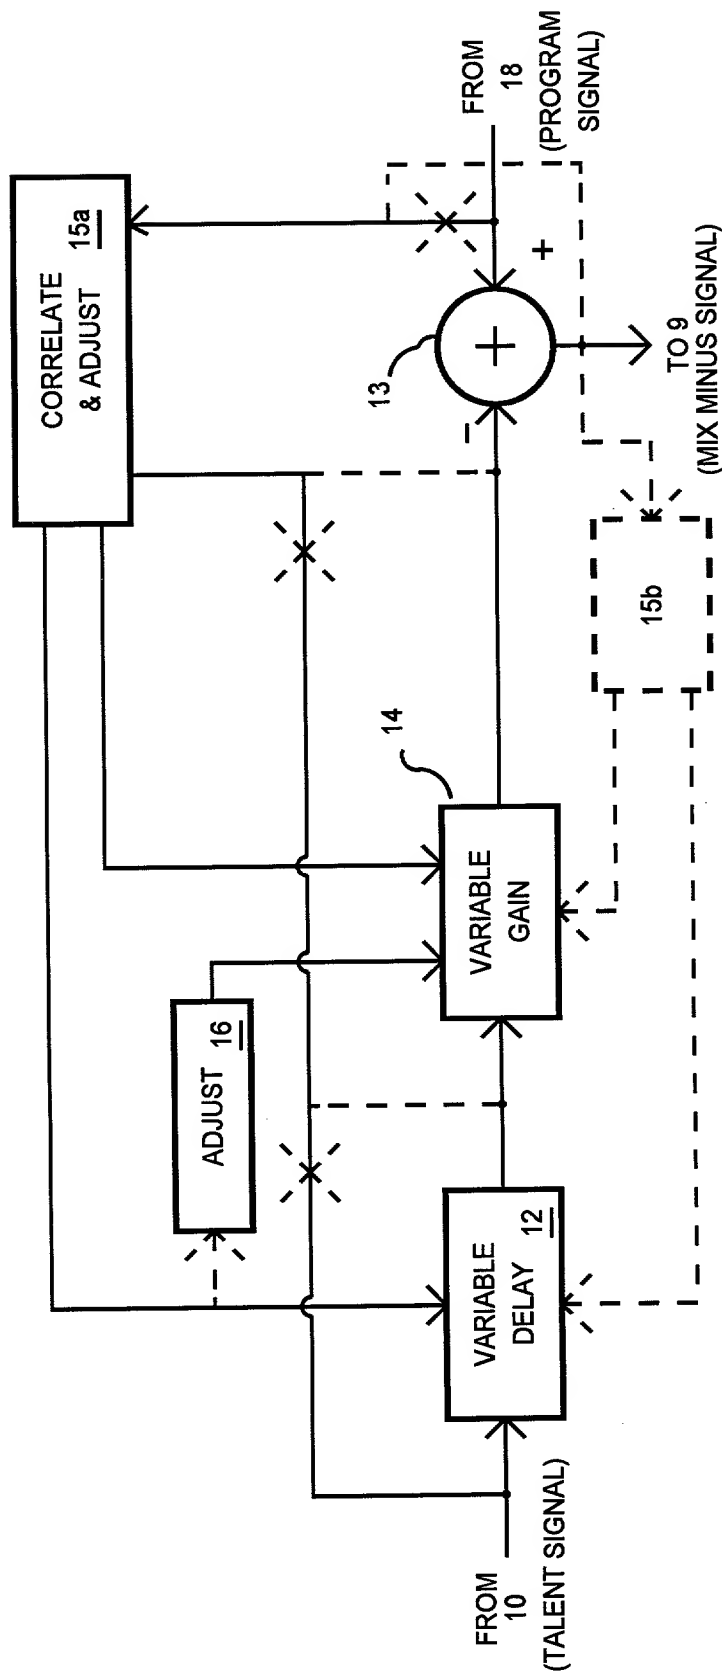 CORRELATE
& ADJUST 15a
FROM
18
(PROGRAM
SIGNAL)
13
+
+
−
TO 9
(MIX MINUS SIGNAL)
15b
14
VARIABLE
GAIN
ADJUST 16
VARIABLE
DELAY 12
FROM
10
(TALENT SIGNAL)